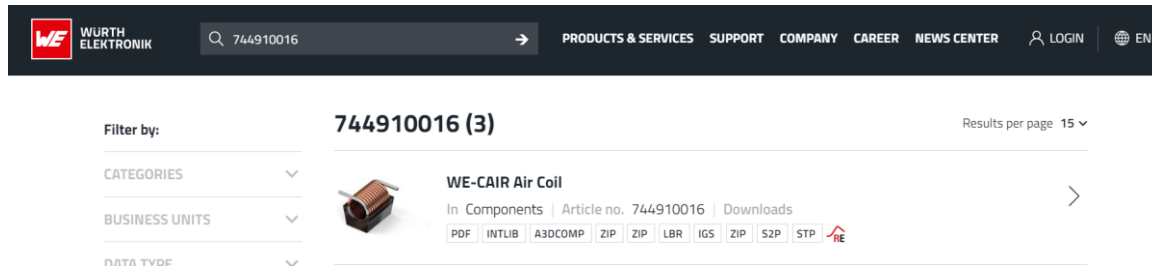 WE WÜRTH ELEKTRONIK
744910016
PRODUCTS & SERVICES SUPPORT COMPANY CAREER NEWS CENTER LOGIN EN
Filter by:
CATEGORIES
BUSINESS UNITS
DATA TYPE
744910016 (3)
Results per page 15
WE-CAIR Air Coil
In Components | Article no. 744910016 | Downloads
PDF INTLIB A3DCOMP ZIP ZIP LBR IGS ZIP S2P STP RE